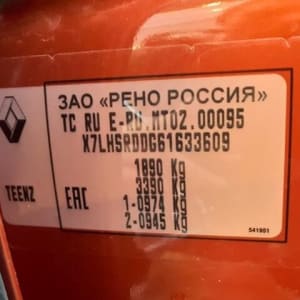 ЗАО «РЕНО РОССИЯ»
TC RU E-RU.MT02.00095
X7LHSRDDG61633609
1890 Kg
3390 Kg
1-0974 Kg
2-0945 Kg
TEENZ
EAC
541901